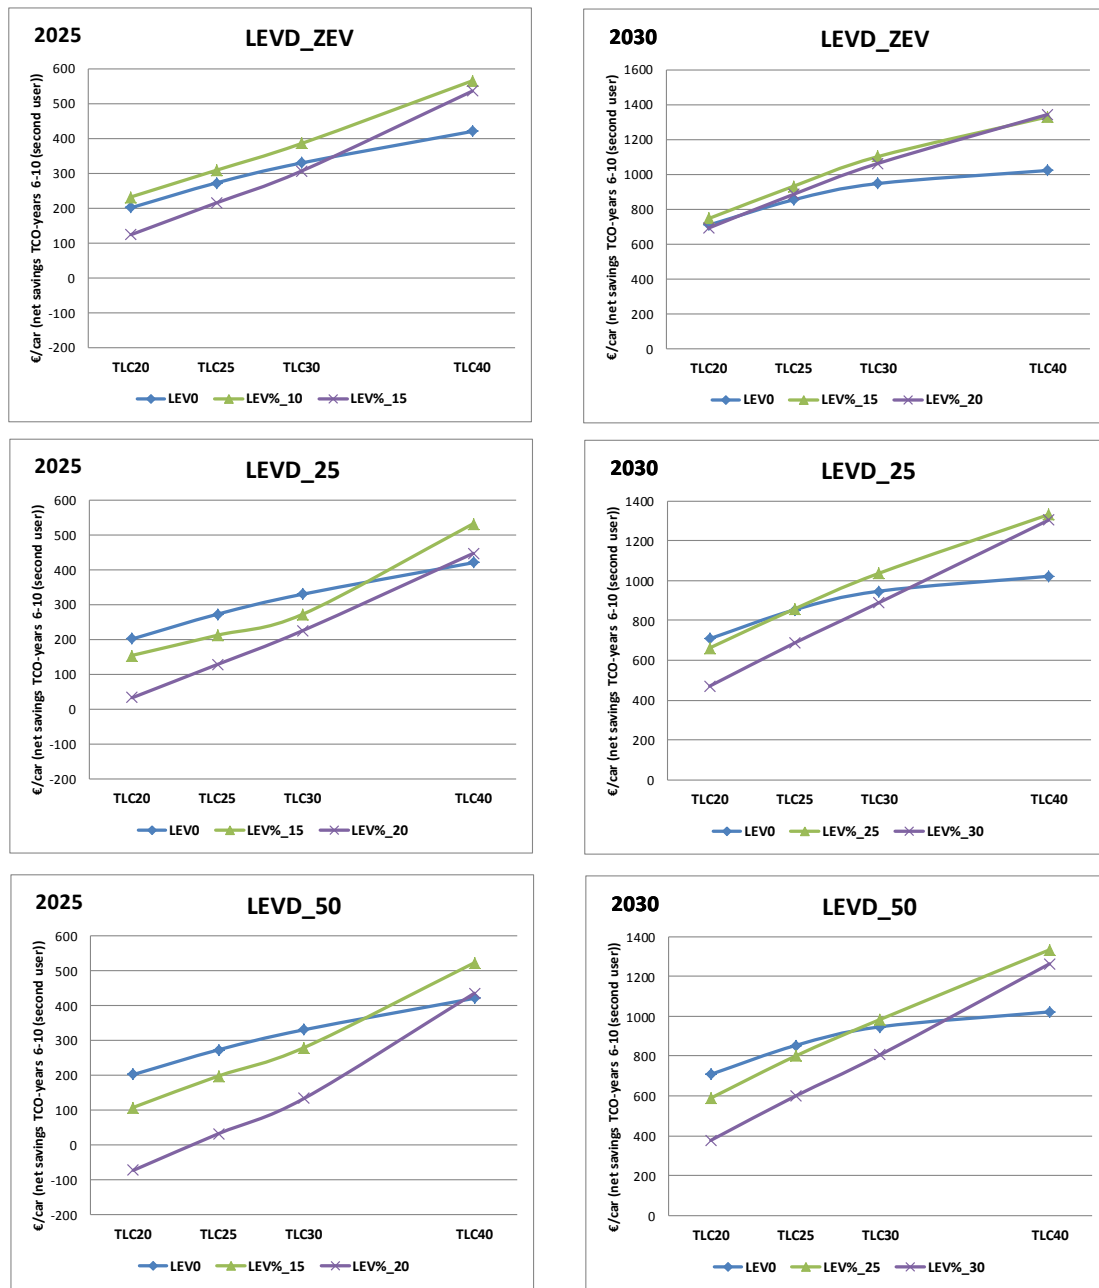 2025
LEVD_ZEV
€/car (net savings TCO-years 6-10 (second user))
600
500
400
300
200
100
0
-100
-200
TLC20 TLC25 TLC30 TLC40
LEV0 LEV%_10 LEV%_15
2030
LEVD_ZEV
€/car (net savings TCO-years 6-10 (second user)
1600
1400
1200
1000
800
600
400
200
0
TLC20 TLC25 TLC30 TLC40
LEV0 LEV%_15 LEV%_20
2025
LEVD_25
€/car (net savings TCO-years 6-10 (second user))
600
500
400
300
200
100
0
-100
-200
TLC20 TLC25 TLC30 TLC40
LEV0 LEV%_15 LEV%_20
2030
LEVD_25
€/car (net savings TCO-years 6-10 (second user))
1400
1200
1000
800
600
400
200
0
TLC20 TLC25 TLC30 TLC40
LEV0 LEV%_25 LEV%_30
2025
LEVD_50
€/car (net savings TCO-years 6-10 (second user))
600
500
400
300
200
100
0
-100
-200
TLC20 TLC25 TLC30 TLC40
LEV0 LEV%_15 LEV%_20
2030
LEVD_50
€/car (net savings TCO-years 6-10 (second user))
1400
1200
1000
800
600
400
200
0
TLC20 TLC25 TLC30 TLC40
LEV0 LEV%_25 LEV%_30